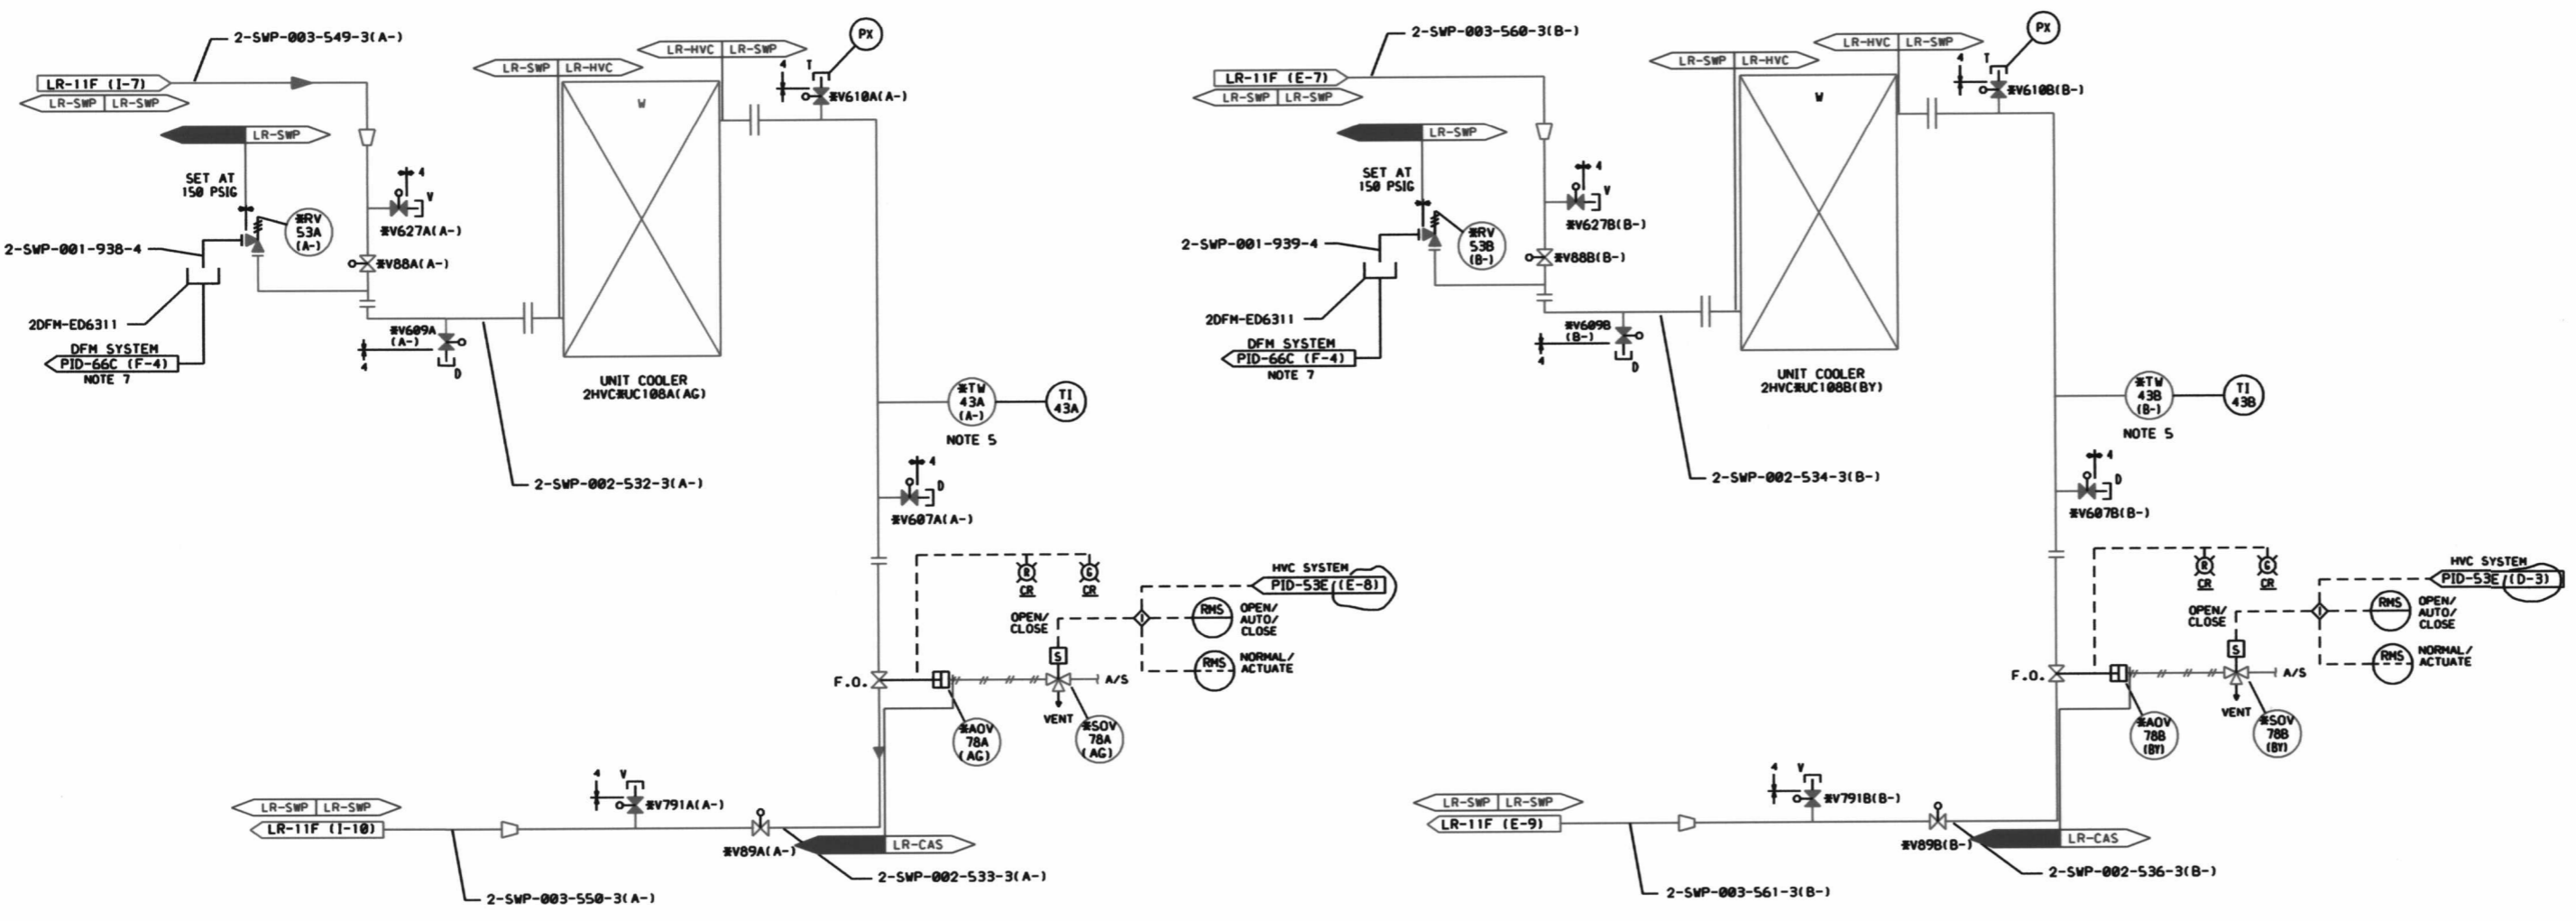 2-SWP-003-549-3(A-)
LR-11F (I-7)
LR-SWP LR-SWP
LR-SWP
SET AT
150 PSIG
※RV
53A
(A-)
2-SWP-001-938-4
2DFM-ED6311
DFM SYSTEM
PID-66C (F-4)
NOTE 7
4
V
※V627A(A-)
※V88A(A-)
※V609A
(A-)
4
D
LR-SWP LR-HVC
LR-HVC LR-SWP
W
UNIT COOLER
2HVC※UC108A(AG)
PX
4
T
※V610A(A-)
2-SWP-002-532-3(A-)
※TW
43A
(A-)
TI
43A
NOTE 5
4
D
※V607A(A-)
R
CR
G
CR
HVC SYSTEM
PID-53E (E-8)
OPEN/
CLOSE
RMS
OPEN/
AUTO/
CLOSE
RMS
NORMAL/
ACTUATE
S
F.O.
A/S
VENT
※AOV
78A
(AG)
※SOV
78A
(AG)
LR-SWP LR-SWP
LR-11F (I-10)
4
V
※V791A(A-)
※V89A(A-)
LR-CAS
2-SWP-002-533-3(A-)
2-SWP-003-550-3(A-)
2-SWP-003-560-3(B-)
LR-11F (E-7)
LR-SWP LR-SWP
LR-SWP
SET AT
150 PSIG
※RV
53B
(B-)
2-SWP-001-939-4
2DFM-ED6311
DFM SYSTEM
PID-66C (F-4)
NOTE 7
4
V
※V627B(B-)
※V88B(B-)
※V609B
(B-)
4
D
LR-SWP LR-HVC
LR-HVC LR-SWP
W
UNIT COOLER
2HVC※UC108B(BY)
PX
4
T
※V610B(B-)
2-SWP-002-534-3(B-)
※TW
43B
(B-)
TI
43B
NOTE 5
4
D
※V607B(B-)
R
CR
G
CR
HVC SYSTEM
PID-53E (D-3)
OPEN/
CLOSE
RMS
OPEN/
AUTO/
CLOSE
RMS
NORMAL/
ACTUATE
S
F.O.
A/S
VENT
※AOV
78B
(BY)
※SOV
78B
(BY)
LR-SWP LR-SWP
LR-11F (E-9)
4
V
※V791B(B-)
※V89B(B-)
LR-CAS
2-SWP-002-536-3(B-)
2-SWP-003-561-3(B-)